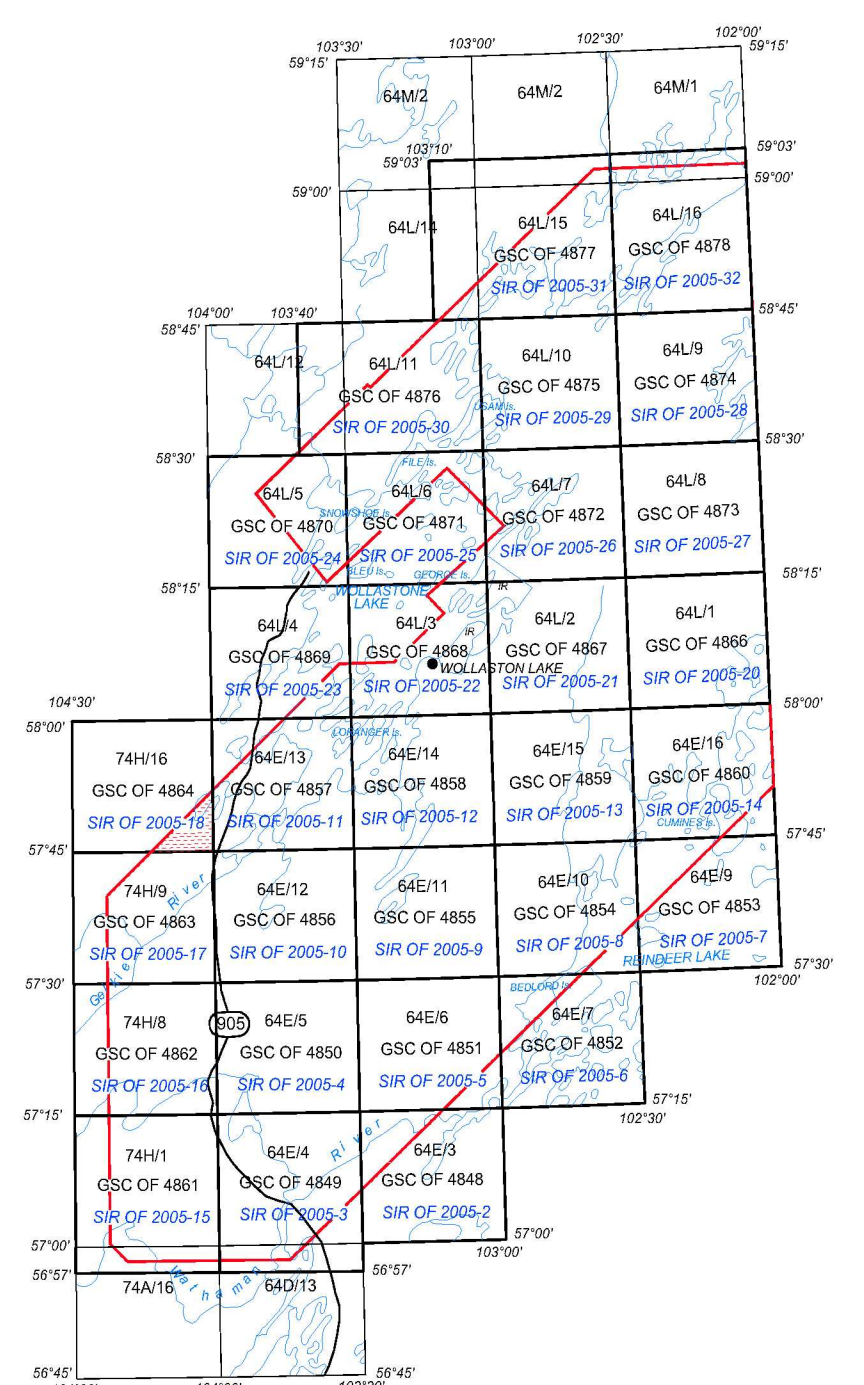 103°30' 103°00' 102°30' 102°00'
59°15' 59°15'
64M/2 64M/2 64M/1
103°10'
59°03' 59°03'
59°00' 59°00'
64L/14 64L/15 64L/16
GSC OF 4877 GSC OF 4878
SIR OF 2005-31 SIR OF 2005-32
104°00' 103°40'
58°45' 58°45'
64L/12 64L/11 64L/10 64L/9
GSC OF 4876 GSC OF 4875 GSC OF 4874
USAM Is.
SIR OF 2005-30 SIR OF 2005-29 SIR OF 2005-28
58°30' 58°30'
FILE Is.
64L/5 64L/6 64L/7 64L/8
SNOWSHOE Is.
GSC OF 4870 GSC OF 4871 GSC OF 4872 GSC OF 4873
SIR OF 2005-24 SIR OF 2005-25 SIR OF 2005-26 SIR OF 2005-27
BLEU Is. GEORGE Is.
58°15' 58°15'
WOLLASTONE
LAKE
IR
64L/4 64L/3 64L/2 64L/1
IR
GSC OF 4869 GSC OF 4868 GSC OF 4867 GSC OF 4866
WOLLASTON LAKE
SIR OF 2005-23 SIR OF 2005-22 SIR OF 2005-21 SIR OF 2005-20
104°30'
58°00' 58°00'
LORANGER Is.
74H/16 64E/13 64E/14 64E/15 64E/16
GSC OF 4864 GSC OF 4857 GSC OF 4858 GSC OF 4859 GSC OF 4860
SIR OF 2005-18 SIR OF 2005-11 SIR OF 2005-12 SIR OF 2005-13 SIR OF 2005-14
CUMINES Is.
57°45' 57°45'
74H/9 64E/12 64E/11 64E/10 64E/9
GSC OF 4863 GSC OF 4856 GSC OF 4855 GSC OF 4854 GSC OF 4853
SIR OF 2005-17 SIR OF 2005-10 SIR OF 2005-9 SIR OF 2005-8 SIR OF 2005-7
Geikie River
REINDEER LAKE
57°30' 57°30'
102°00'
BEDLORD Is.
74H/8 905 64E/5 64E/6 64E/7
GSC OF 4862 GSC OF 4850 GSC OF 4851 GSC OF 4852
SIR OF 2005-16 SIR OF 2005-4 SIR OF 2005-5 SIR OF 2005-6
57°15' 57°15'
102°30'
River
74H/1 64E/4 64E/3
GSC OF 4861 GSC OF 4849 GSC OF 4848
SIR OF 2005-15 SIR OF 2005-3 SIR OF 2005-2
57°00' 57°00'
103°00'
56°57' 56°57'
Wathaman
74A/16 64D/13
56°45' 56°45'